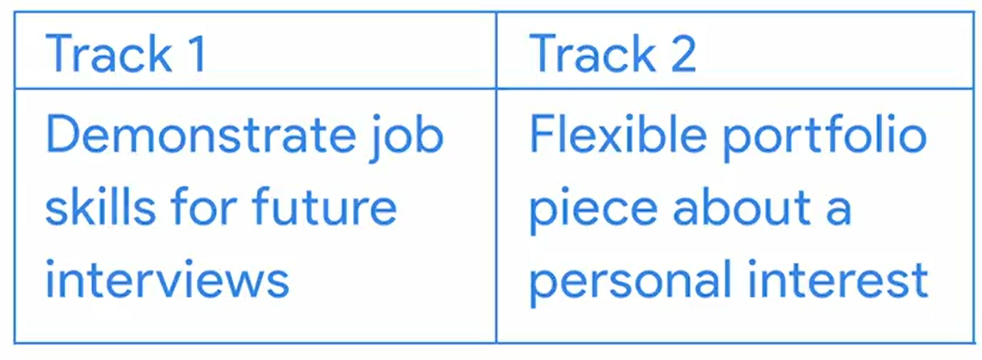 Track 1
Track 2
Demonstrate job
skills for future
interviews
Flexible portfolio
piece about a
personal interest